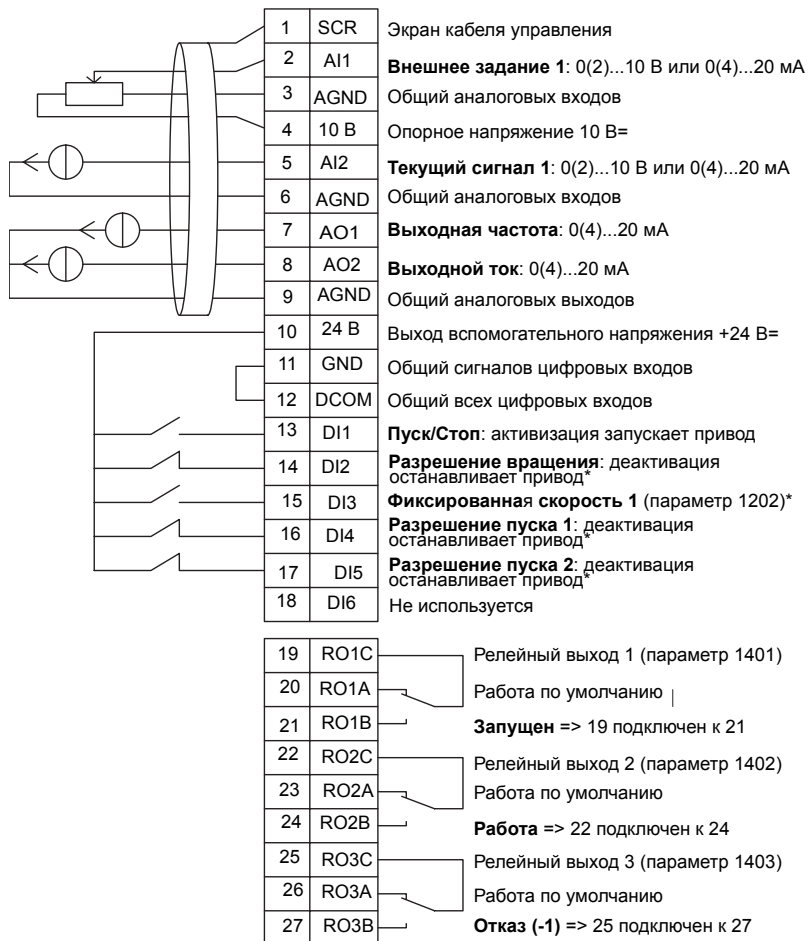 1 SCR Экран кабеля управления
2 AI1 Внешнее задание 1: 0(2)...10 В или 0(4)...20 мА
3 AGND Общий аналоговых входов
4 10 В Опорное напряжение 10 В=
5 AI2 Текущий сигнал 1: 0(2)...10 В или 0(4)...20 мА
6 AGND Общий аналоговых входов
7 AO1 Выходная частота: 0(4)...20 мА
8 AO2 Выходной ток: 0(4)...20 мА
9 AGND Общий аналоговых выходов
10 24 В Выход вспомогательного напряжения +24 В=
11 GND Общий сигналов цифровых входов
12 DCOM Общий всех цифровых входов
13 DI1 Пуск/Стоп: активизация запускает привод
14 DI2 Разрешение вращения: деактивация
останавливает привод*
15 DI3 Фиксированная скорость 1 (параметр 1202)*
16 DI4 Разрешение пуска 1: деактивация
останавливает привод*
17 DI5 Разрешение пуска 2: деактивация
останавливает привод*
18 DI6 Не используется
19 RO1C Релейный выход 1 (параметр 1401)
20 RO1A Работа по умолчанию
21 RO1B Запущен => 19 подключен к 21
22 RO2C Релейный выход 2 (параметр 1402)
23 RO2A Работа по умолчанию
24 RO2B Работа => 22 подключен к 24
25 RO3C Релейный выход 3 (параметр 1403)
26 RO3A Работа по умолчанию
27 RO3B Отказ (-1) => 25 подключен к 27